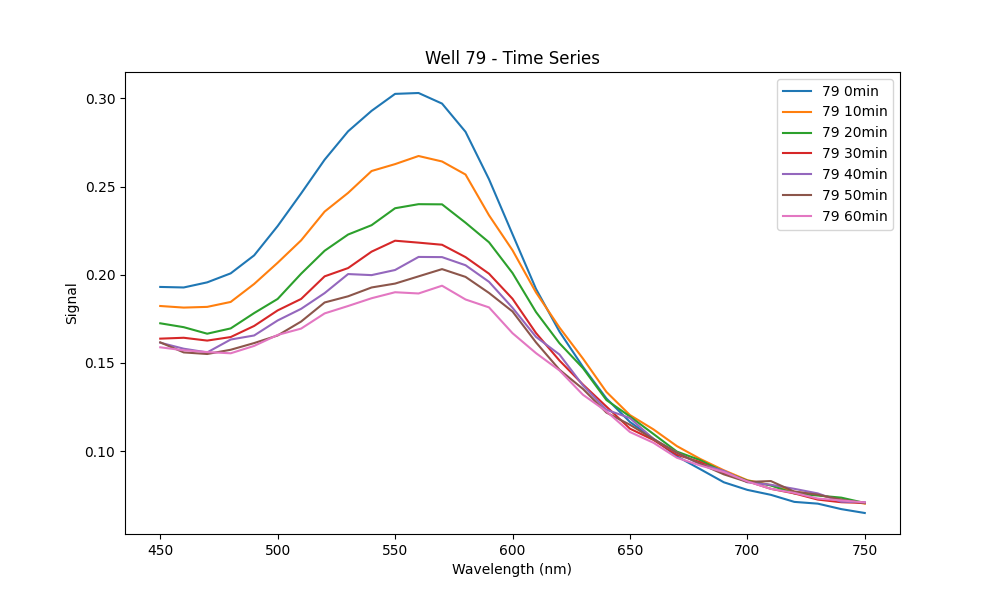 Well 79 - Time Series
Signal
0.30
0.25
0.20
0.15
0.10
79 0min
79 10min
79 20min
79 30min
79 40min
79 50min
79 60min
450 500 550 600 650 700 750
Wavelength (nm)